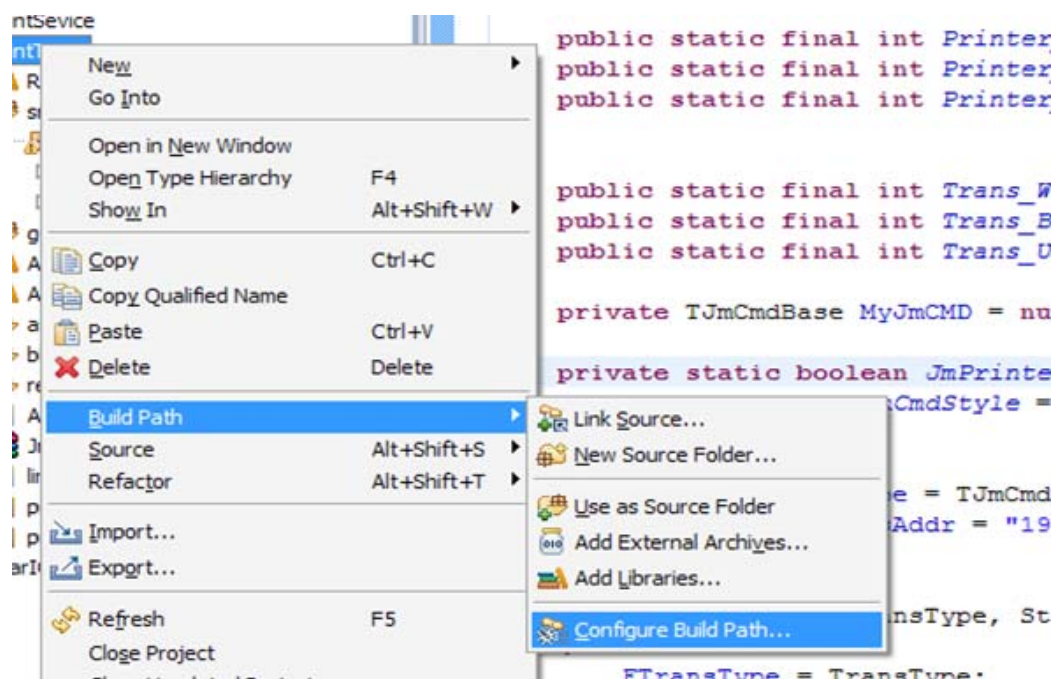 ntSevice
New
Go Into
Open in New Window
Open Type Hierarchy F4
Show In Alt+Shift+W
Copy Ctrl+C
Copy Qualified Name
Paste Ctrl+V
Delete Delete
Build Path
Source Alt+Shift+S
Refactor Alt+Shift+T
Import...
Export...
Refresh F5
Close Project
Link Source...
New Source Folder...
Use as Source Folder
Add External Archives...
Add Libraries...
Configure Build Path...
public static final int Printer
public static final int Printer
public static final int Printer
public static final int Trans_W
public static final int Trans_B
public static final int Trans_U
private TJmCmdBase MyJmCMD = nu
private static boolean JmPrinte
CmdStyle =
e = TJmCmd
sAddr = "19
nsType, St
FTransType = TransType;